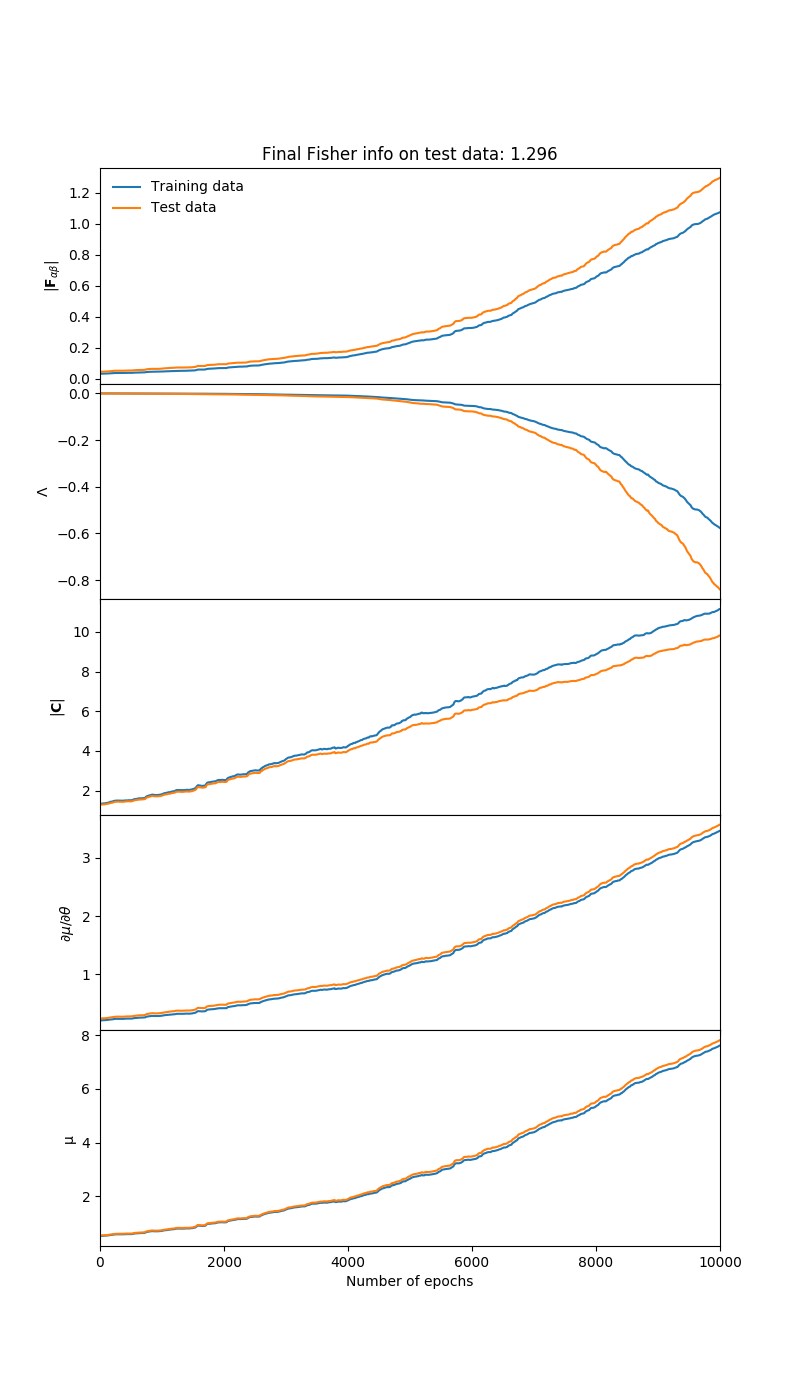 Final Fisher info on test data: 1.296
Training data
Test data
1.2
1.0
0.8
0.6
0.4
0.2
0.0
|F_{αβ}|
0.0
−0.2
−0.4
−0.6
−0.8
Λ
10
8
6
4
2
|C|
3
2
1
∂μ/∂θ
8
6
4
2
μ
0 2000 4000 6000 8000 10000
Number of epochs